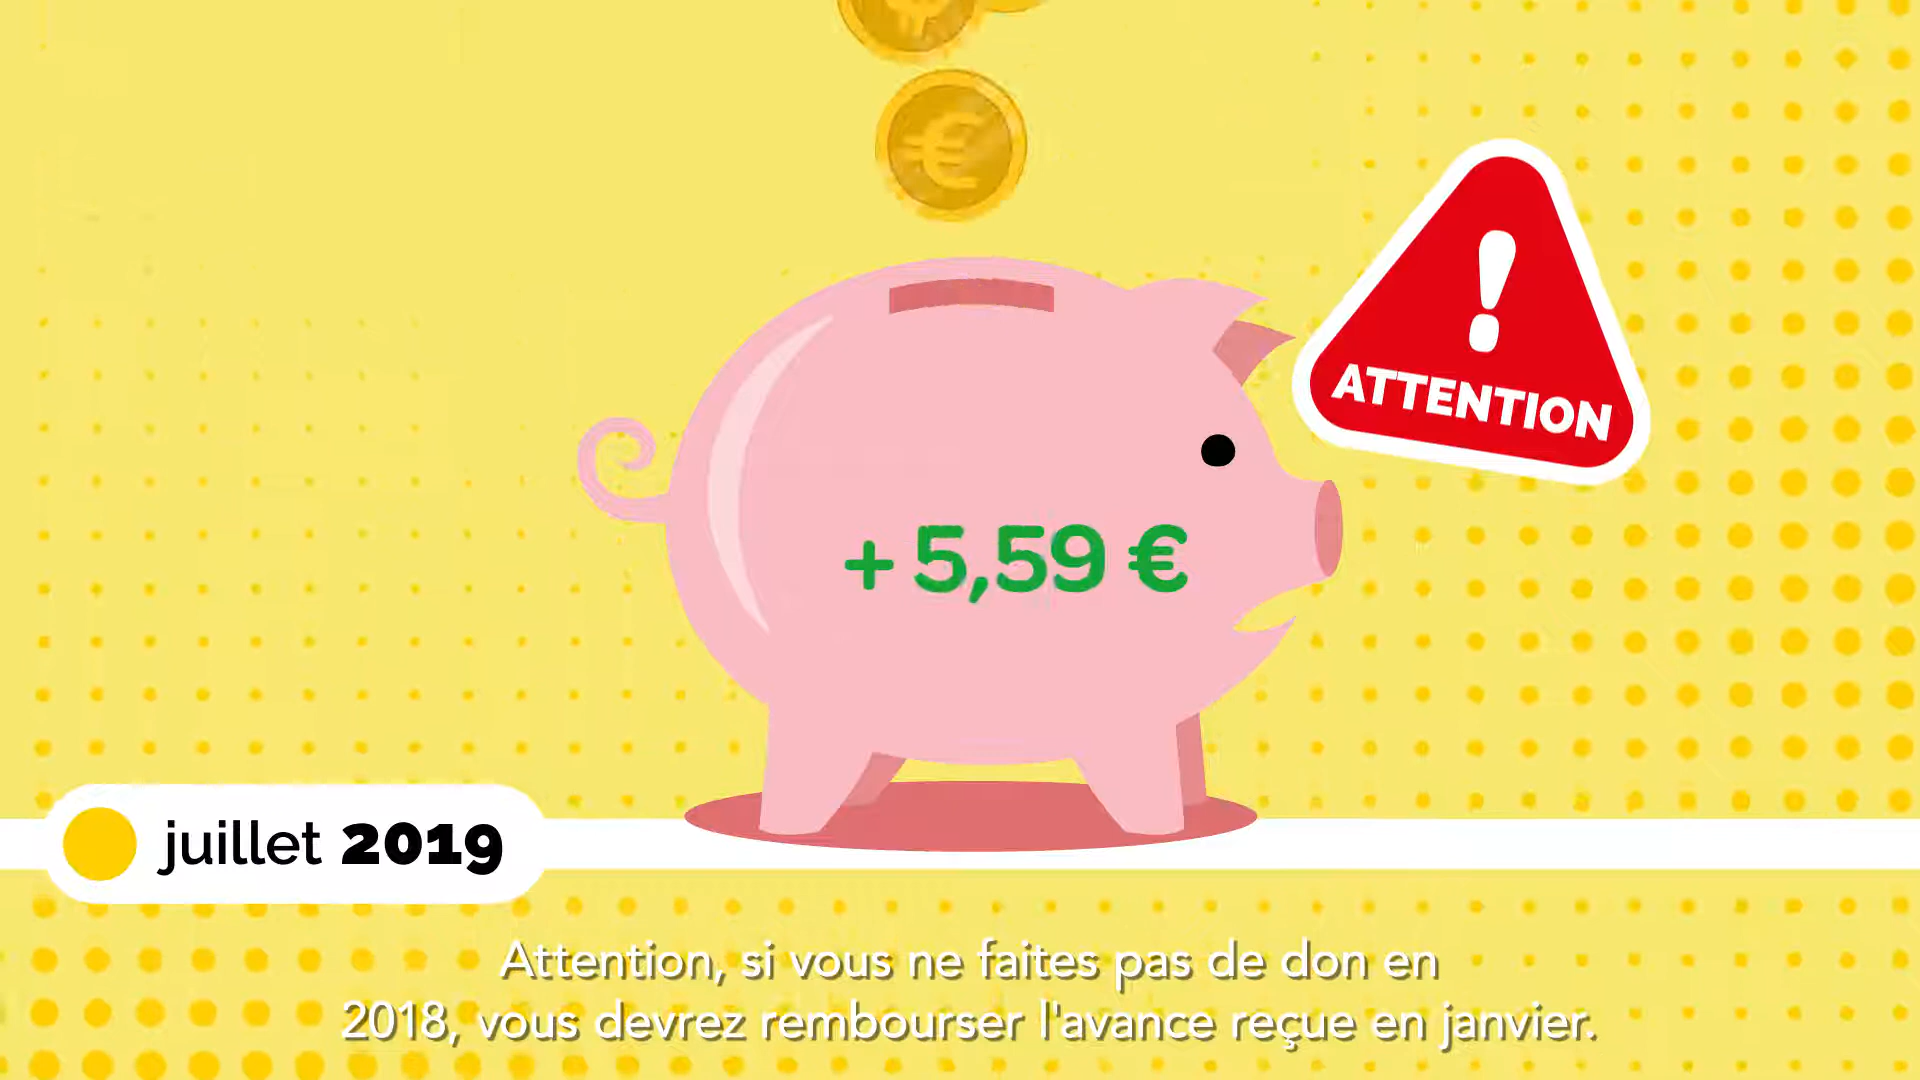 !
ATTENTION
+ 5,59 €
juillet 2019
Attention, si vous ne faites pas de don en
2018, vous devrez rembourser l'avance reçue en janvier.